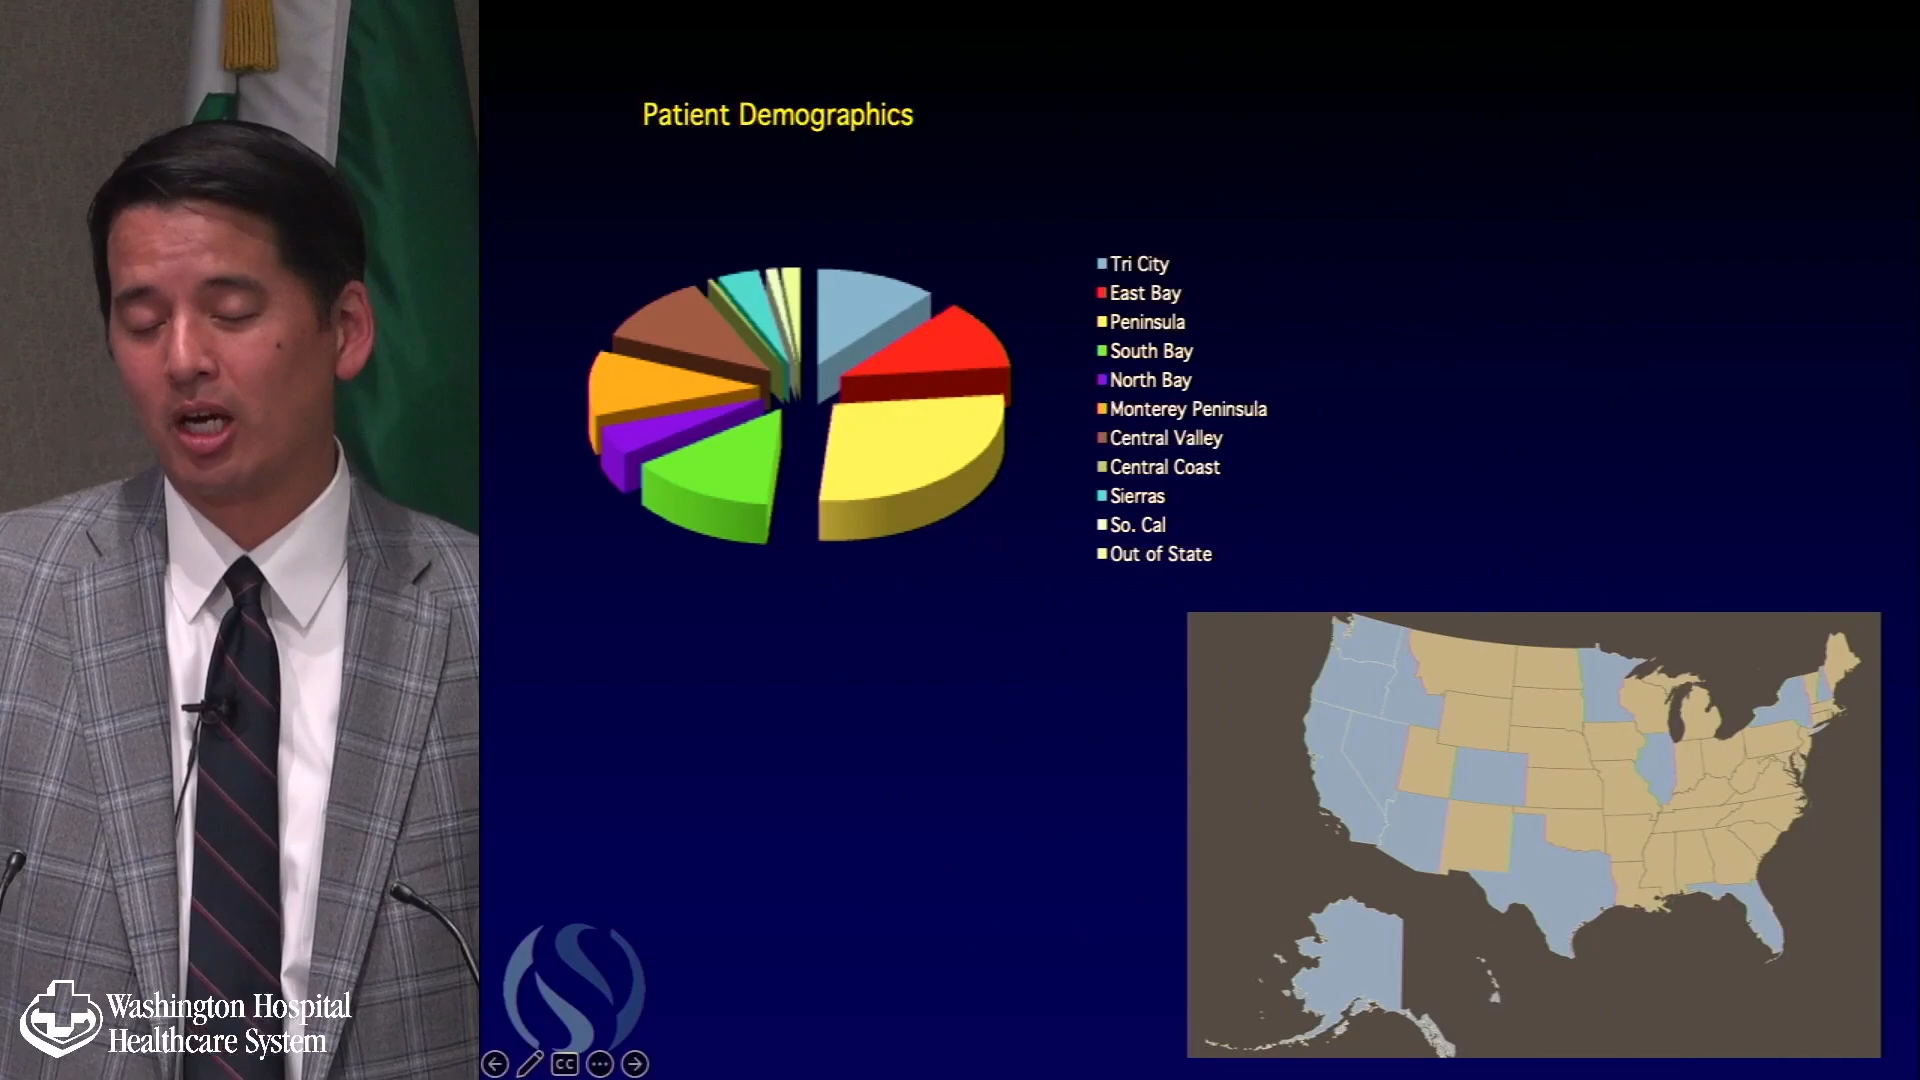 Patient Demographics
Tri City
East Bay
Peninsula
South Bay
North Bay
Monterey Peninsula
Central Valley
Central Coast
Sierras
So. Cal
Out of State
Washington Hospital
Healthcare System
CC